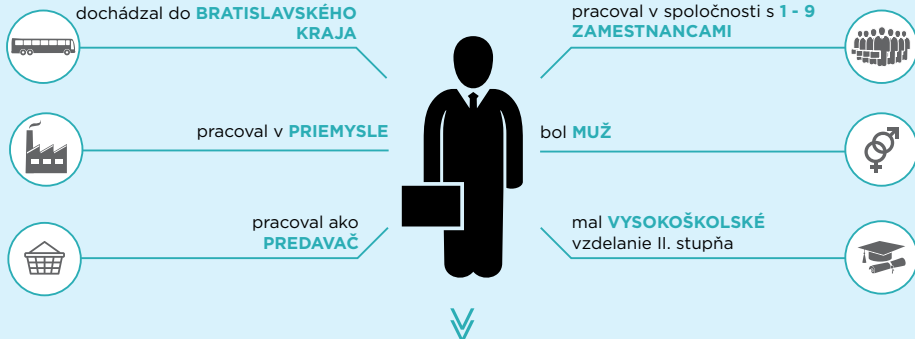 dochádzal do BRATISLAVSKÉHO
KRAJA
pracoval v spoločnosti s 1 - 9
ZAMESTNANCAMI
pracoval v PRIEMYSLE
bol MUŽ
pracoval ako
PREDAVAČ
mal VYSOKOŠKOLSKÉ
vzdelanie II. stupňa